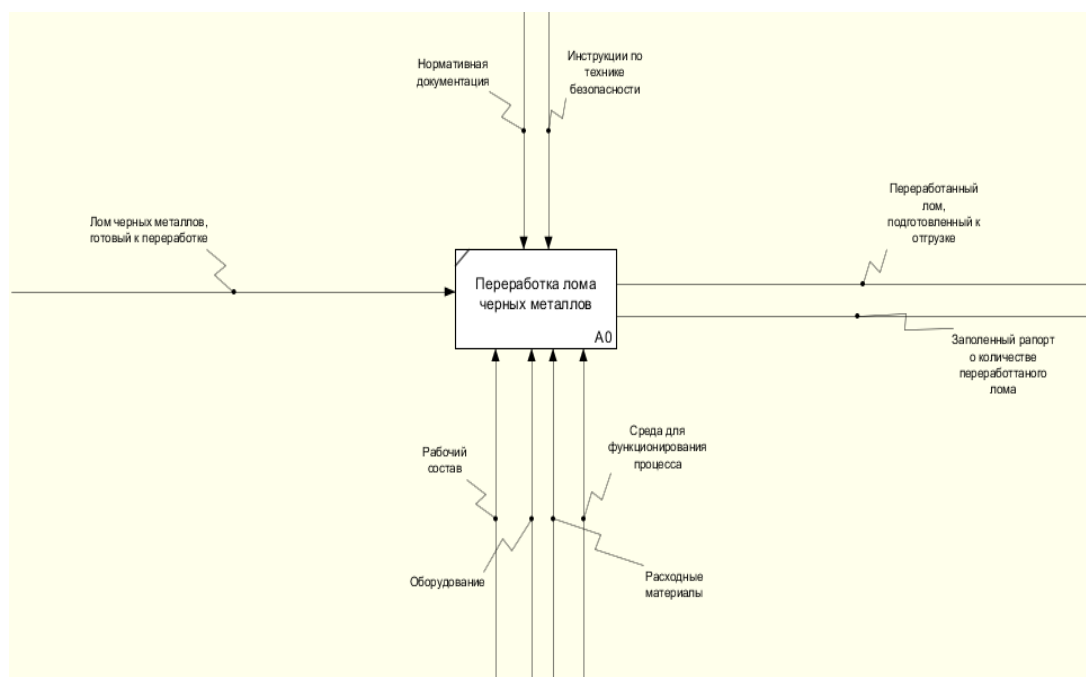 Нормативная
документация
Инструкции по
технике
безопасности
Лом черных металлов,
готовый к переработке
Переработанный
лом,
подготовленный к
отгрузке
Переработка лома
черных металлов
A0
Заполенный рапорт
о количестве
переработтаного
лома
Рабочий
состав
Среда для
функционирования
процесса
Оборудование
Расходные
материалы